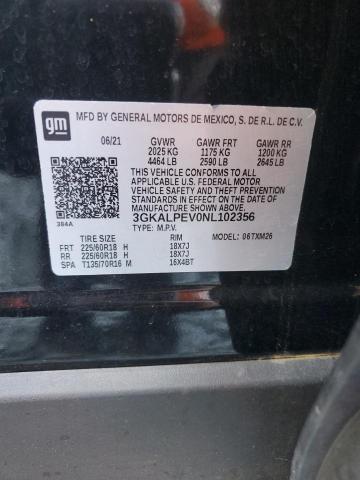 gm
MFD BY GENERAL MOTORS DE MEXICO, S. DE R.L. DE C.V.
06/21 GVWR GAWR FRT GAWR RR
2025 KG 1175 KG 1200 KG
4464 LB 2590 LB 2645 LB
THIS VEHICLE CONFORMS TO ALL
APPLICABLE U.S. FEDERAL MOTOR
VEHICLE SAFETY, BUMPER, AND THEFT
PREVENTION STANDARDS IN EFFECT ON
THE DATE OF MANUFACTURE SHOWN ABOVE.
384A
3GKALPEV0NL102356
TYPE: M.P.V.
TIRE SIZE RIM MODEL: 06TXM26
FRT 225/60R18 H 18X7J
RR 225/60R18 H 18X7J
SPA T135/70R16 M 16X4BT